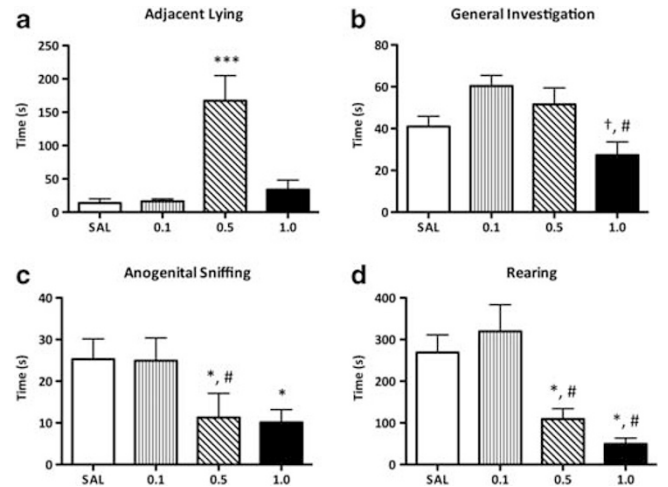 a
Adjacent Lying
Time (s)
250
200
150
100
50
0
***
SAL 0.1 0.5 1.0
b
General Investigation
Time (s)
80
60
40
20
0
†, #
SAL 0.1 0.5 1.0
c
Anogenital Sniffing
Time (s)
40
30
20
10
0
*, #
*
SAL 0.1 0.5 1.0
d
Rearing
Time (s)
400
300
200
100
0
*, #
*, #
SAL 0.1 0.5 1.0